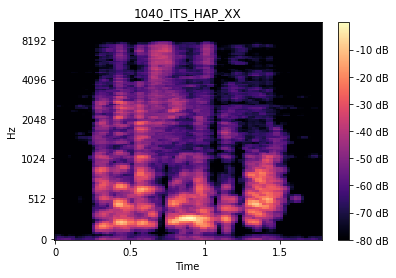 1040_ITS_HAP_XX
8192
4096
2048
1024
512
0
Hz
0
0.5
1
1.5
Time
-10 dB
-20 dB
-30 dB
-40 dB
-50 dB
-60 dB
-70 dB
-80 dB